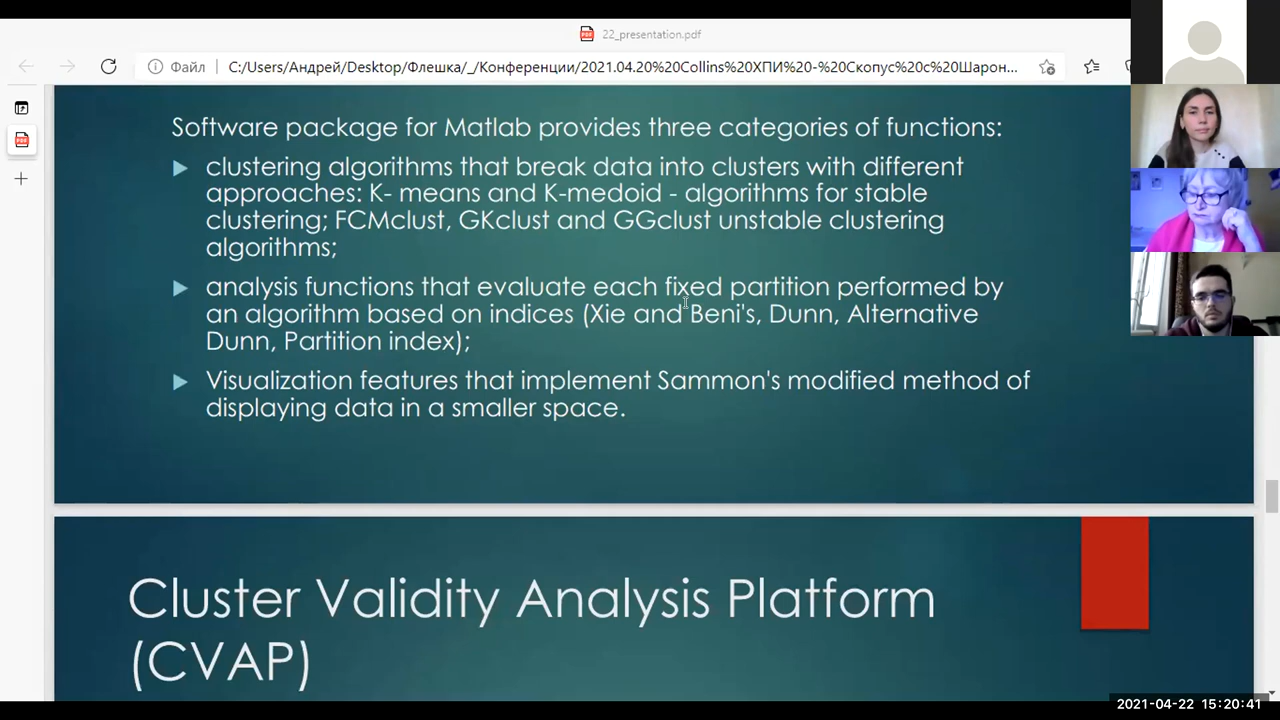 22_presentation.pdf
Файл
C:/Users/Андрей/Desktop/Флешка/_/Конференции/2021.04.20%20Collins%20ХПИ%20-%20Скопус%20с%20Шарон...
Software package for Matlab provides three categories of functions:
clustering algorithms that break data into clusters with different
approaches: K- means and K-medoid - algorithms for stable
clustering; FCMclust, GKclust and GGclust unstable clustering
algorithms;
analysis functions that evaluate each fixed partition performed by
an algorithm based on indices (Xie and Beni's, Dunn, Alternative
Dunn, Partition index);
Visualization features that implement Sammon's modified method of
displaying data in a smaller space.
Cluster Validity Analysis Platform
(CVAP)
2021-04-22 15:20:41